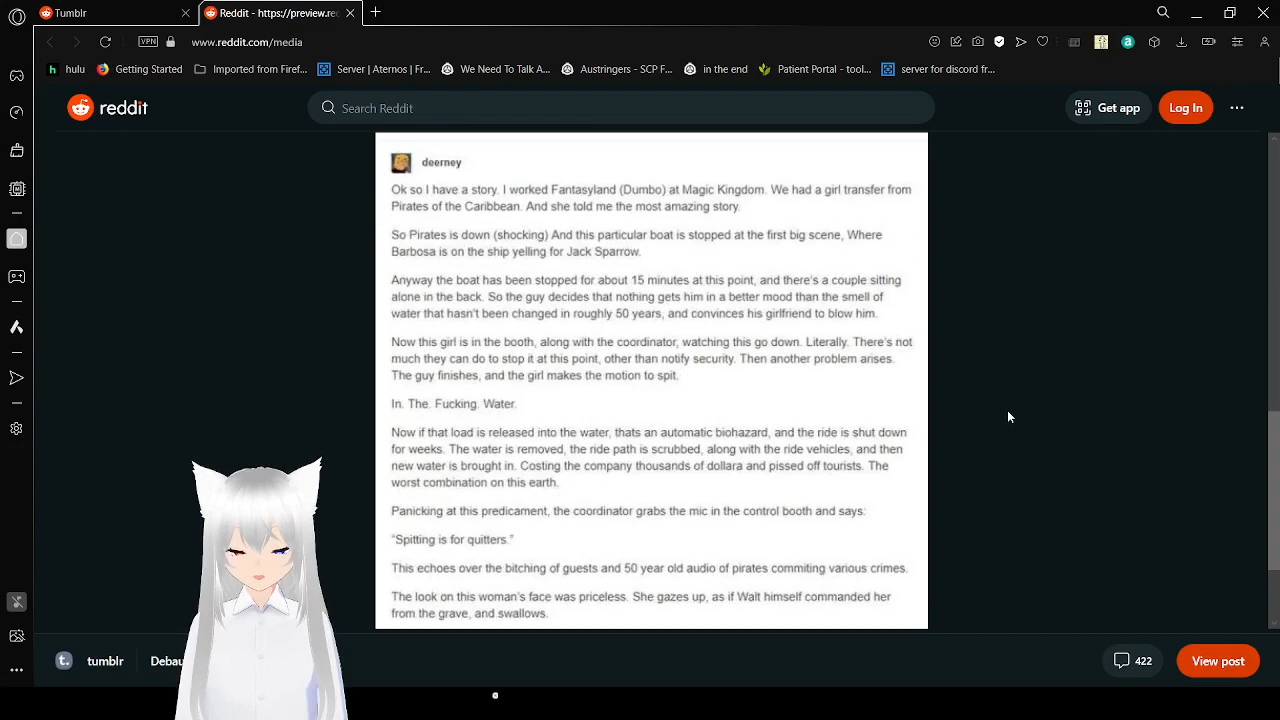 Tumblr
Reddit - https://preview.rec
VPN
www.reddit.com/media
hulu
Getting Started
Imported from Firef...
Server | Aternos | Fr...
We Need To Talk A...
Austringers - SCP F...
in the end
Patient Portal - tool...
server for discord fr...
reddit
Search Reddit
Get app
Log In
deerney
Ok so I have a story. I worked Fantasyland (Dumbo) at Magic Kingdom. We had a girl transfer from
Pirates of the Caribbean. And she told me the most amazing story.
So Pirates is down (shocking) And this particular boat is stopped at the first big scene, Where
Barbosa is on the ship yelling for Jack Sparrow.
Anyway the boat has been stopped for about 15 minutes at this point, and there's a couple sitting
alone in the back. So the guy decides that nothing gets him in a better mood than the smell of
water that hasn't been changed in roughly 50 years, and convinces his girlfriend to blow him.
Now this girl is in the booth, along with the coordinator, watching this go down. Literally. There's not
much they can do to stop it at this point, other than notify security. Then another problem arises.
The guy finishes, and the girl makes the motion to spit.
In. The. Fucking. Water.
Now if that load is released into the water, thats an automatic biohazard, and the ride is shut down
for weeks. The water is removed, the ride path is scrubbed, along with the ride vehicles, and then
new water is brought in. Costing the company thousands of dollara and pissed off tourists. The
worst combination on this earth.
Panicking at this predicament, the coordinator grabs the mic in the control booth and says:
“Spitting is for quitters.”
This echoes over the bitching of guests and 50 year old audio of pirates commiting various crimes.
The look on this woman's face was priceless. She gazes up, as if Walt himself commanded her
from the grave, and swallows.
t.
tumblr
Debau
422
View post